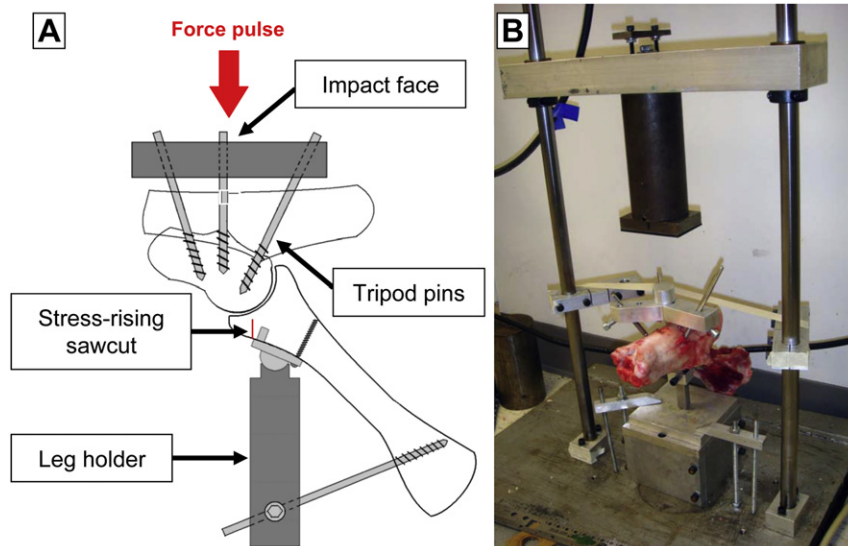 A
Force pulse
Impact face
Tripod pins
Stress-rising
sawcut
Leg holder
B